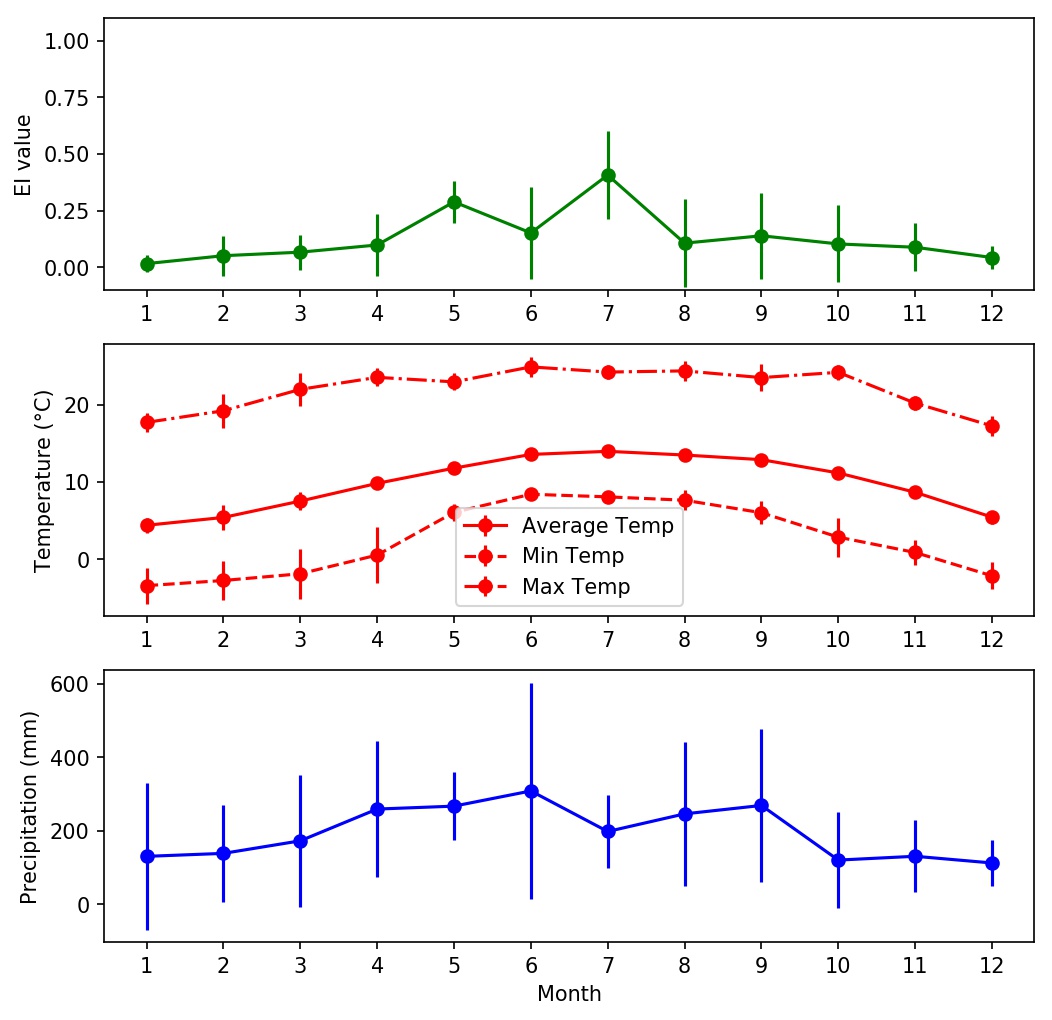 EI value
1.00
0.75
0.50
0.25
0.00
1 2 3 4 5 6 7 8 9 10 11 12
Temperature (°C)
20
10
0
Average Temp
Min Temp
Max Temp
1 2 3 4 5 6 7 8 9 10 11 12
Precipitation (mm)
600
400
200
0
1 2 3 4 5 6 7 8 9 10 11 12
Month